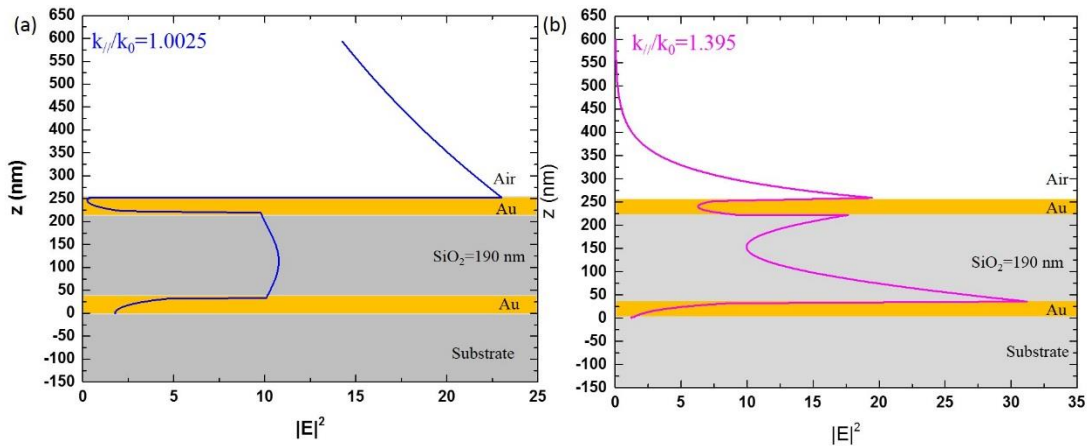 (a)
k///k0=1.0025
650
600
550
500
450
400
350
300
250
200
150
100
50
0
-50
-100
-150
z (nm)
Air
Au
SiO2=190 nm
Au
Substrate
0 5 10 15 20 25
|E|²
(b)
k///k0=1.395
650
600
550
500
450
400
350
300
250
200
150
100
50
0
-50
-100
-150
z (nm)
Air
Au
SiO2=190 nm
Au
Substrate
0 5 10 15 20 25 30 35
|E|²